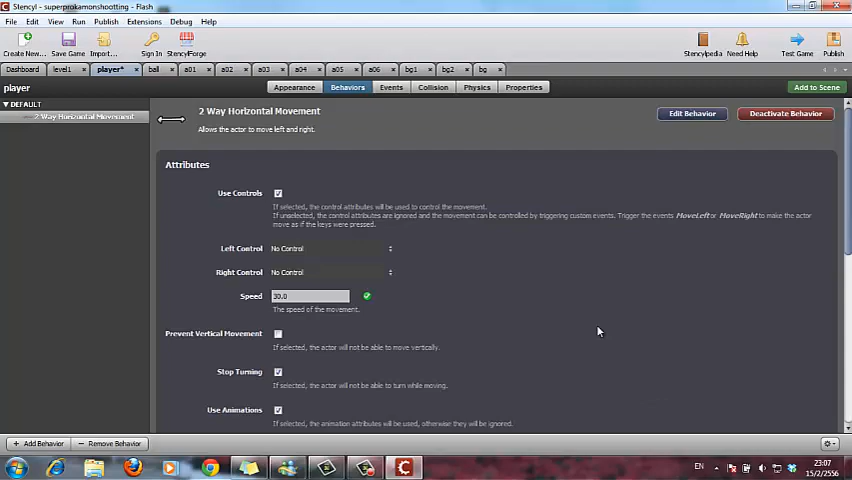 Stencyl - superprokamonshootting - Flash
File Edit View Run Publish Extensions Debug Help
Create New... Save Game Import... Sign In StencylForge Stencylpedia Need Help Test Game Publish
Dashboard level1 player* ball a01 a02 a03 a04 a05 a06 bg1 bg2 bg
player Appearance Behaviors Events Collision Physics Properties Add to Scene
DEFAULT
2 Way Horizontal Movement
2 Way Horizontal Movement
Allows the actor to move left and right.
Edit Behavior Deactivate Behavior
Attributes
Use Controls
If selected, the control attributes will be used to control the movement.
If unselected, the control attributes are ignored and the movement can be controlled by triggering custom events. Trigger the events MoveLeft or MoveRight to make the actor
move as if the keys were pressed.
Left Control No Control
Right Control No Control
Speed 30.0
The speed of the movement.
Prevent Vertical Movement
If selected, the actor will not be able to move vertically.
Stop Turning
If selected, the actor will not be able to turn while moving.
Use Animations
If selected, the animation attributes will be used, otherwise they will be ignored.
+ Add Behavior − Remove Behavior
EN 23:07
15/2/2556